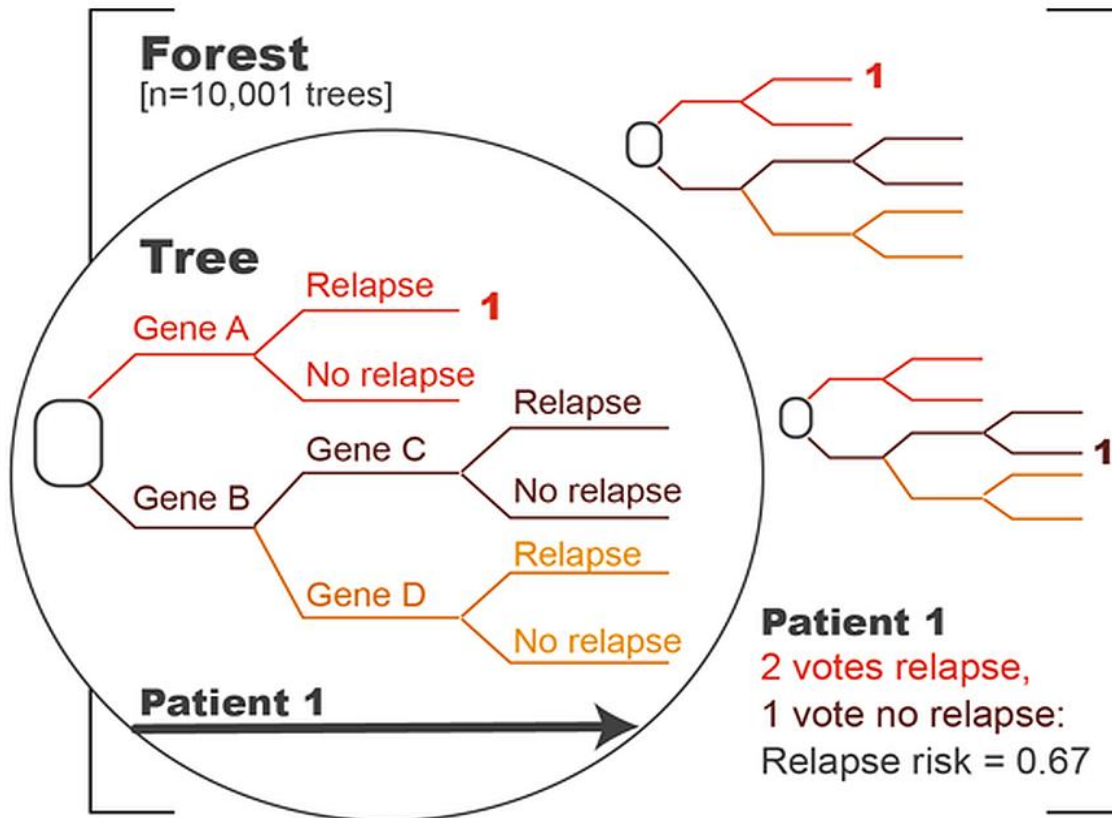 Forest
[n=10,001 trees]
1
Tree
Relapse
1
Gene A
No relapse
Relapse
Gene C
No relapse
Gene B
Relapse
Gene D
No relapse
1
Patient 1
Patient 1
2 votes relapse,
1 vote no relapse:
Relapse risk = 0.67